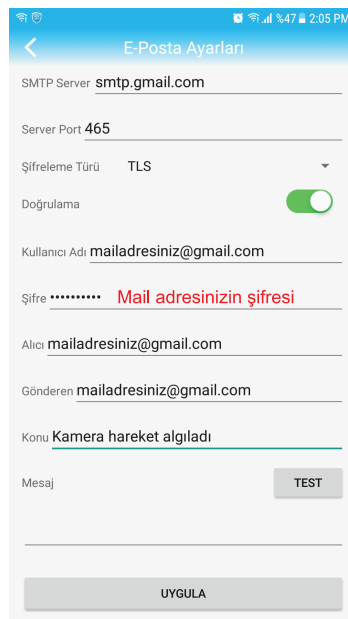 %47 2:05 PM
E-Posta Ayarları
SMTP Server smtp.gmail.com
Server Port 465
Şifreleme Türü TLS
Doğrulama
Kullanıcı Adı mailadresiniz@gmail.com
Şifre •••••••••• Mail adresinizin şifresi
Alıcı mailadresiniz@gmail.com
Gönderen mailadresiniz@gmail.com
Konu Kamera hareket algıladı
Mesaj TEST
UYGULA